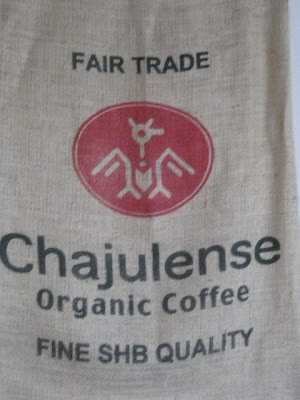 FAIR TRADE
Chajulense
Organic Coffee
FINE SHB QUALITY